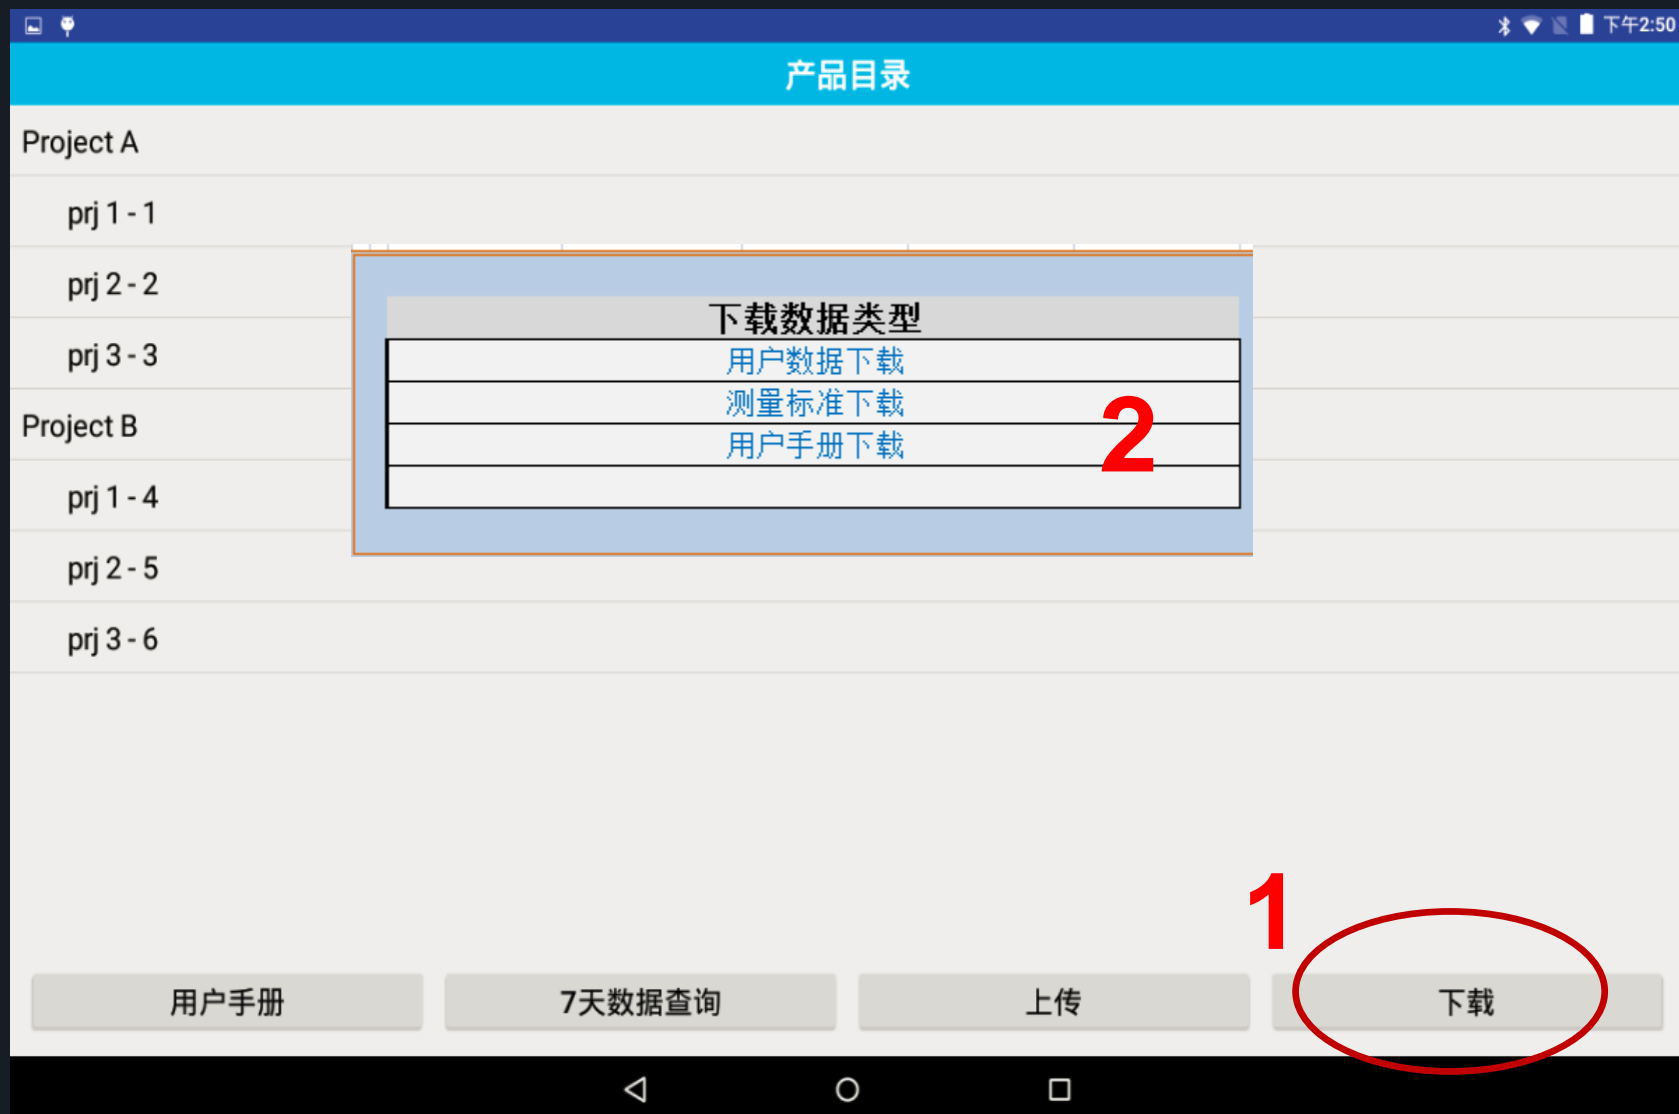 下午2:50
产品目录
Project A
prj 1 - 1
prj 2 - 2
prj 3 - 3
Project B
prj 1 - 4
prj 2 - 5
prj 3 - 6
下载数据类型
用户数据下载
测量标准下载
用户手册下载
2
1
用户手册
7天数据查询
上传
下载